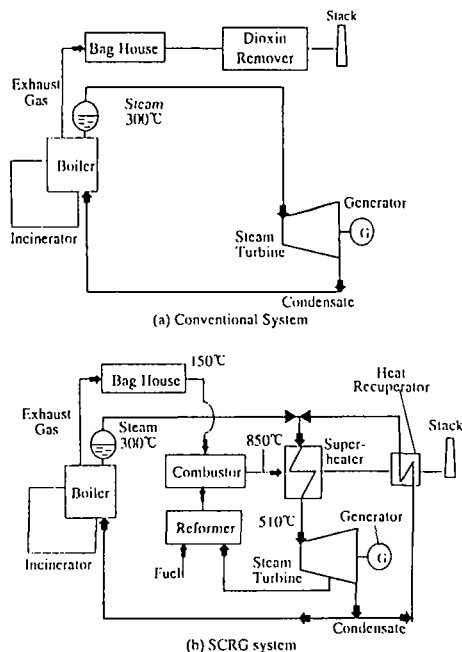 Stack
Bag House
Dioxin
Remover
Exhaust
Gas
Steam
300℃
Boiler
Generator
G
Steam
Turbine
Incinerator
Condensate
(a) Conventional System
150℃
Heat
Recuperator
Bag House
Exhaust
Gas
Steam
300℃
Stack
850℃
Super-
heater
Combustor
Boiler
510℃
Reformer
Generator
G
Steam
Turbine
Fuel
Incinerator
Condensate
(b) SCRG system